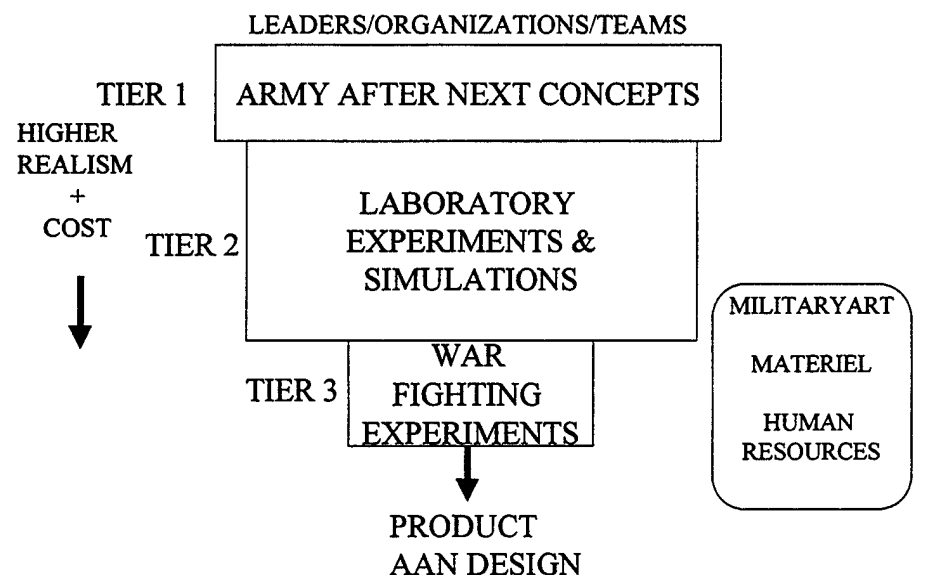 LEADERS/ORGANIZATIONS/TEAMS
TIER 1
ARMY AFTER NEXT CONCEPTS
HIGHER
REALISM
+
COST
TIER 2
LABORATORY
EXPERIMENTS &
SIMULATIONS
MILITARYART
MATERIEL
HUMAN
RESOURCES
TIER 3
WAR
FIGHTING
EXPERIMENTS
PRODUCT
AAN DESIGN